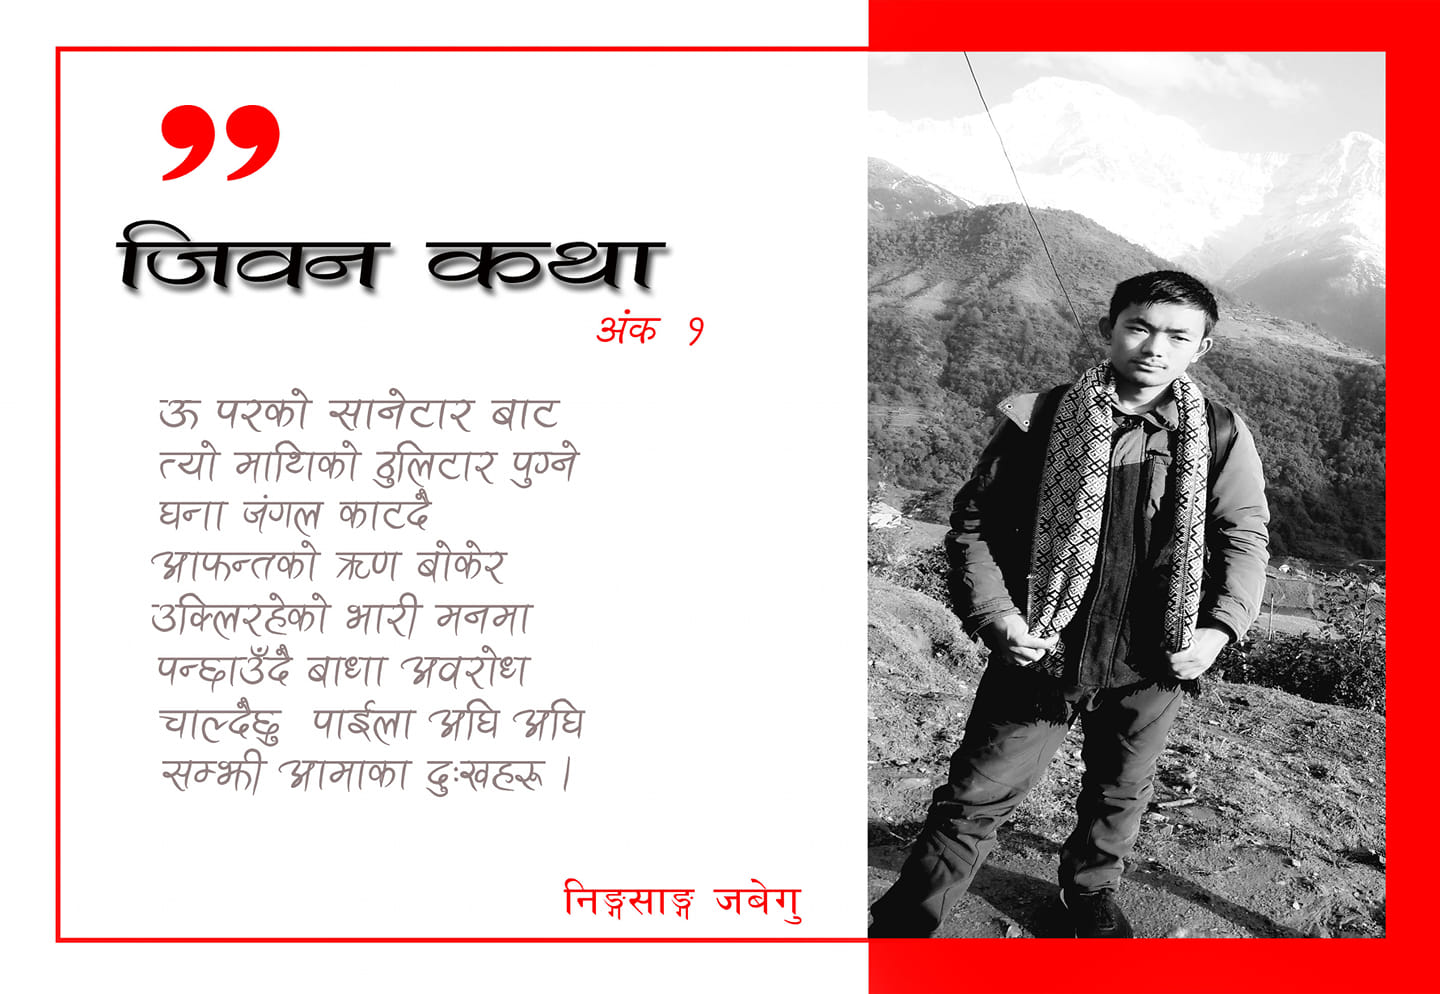 ”
जिवन कथा
अंक १
ऊ परको सानेटार बाट
त्यो माथिको ठुलिटार पुग्ने
घना जंगल काटदै
आफन्तको ऋण बोकेर
उक्लिरहेको भारी मनमा
पन्छाउँदै बाधा अवरोध
चाल्दैछु पाईला अघि अघि
सम्झी आमाका दुःखहरू ।
निङ्गसाङ्ग जबेगु